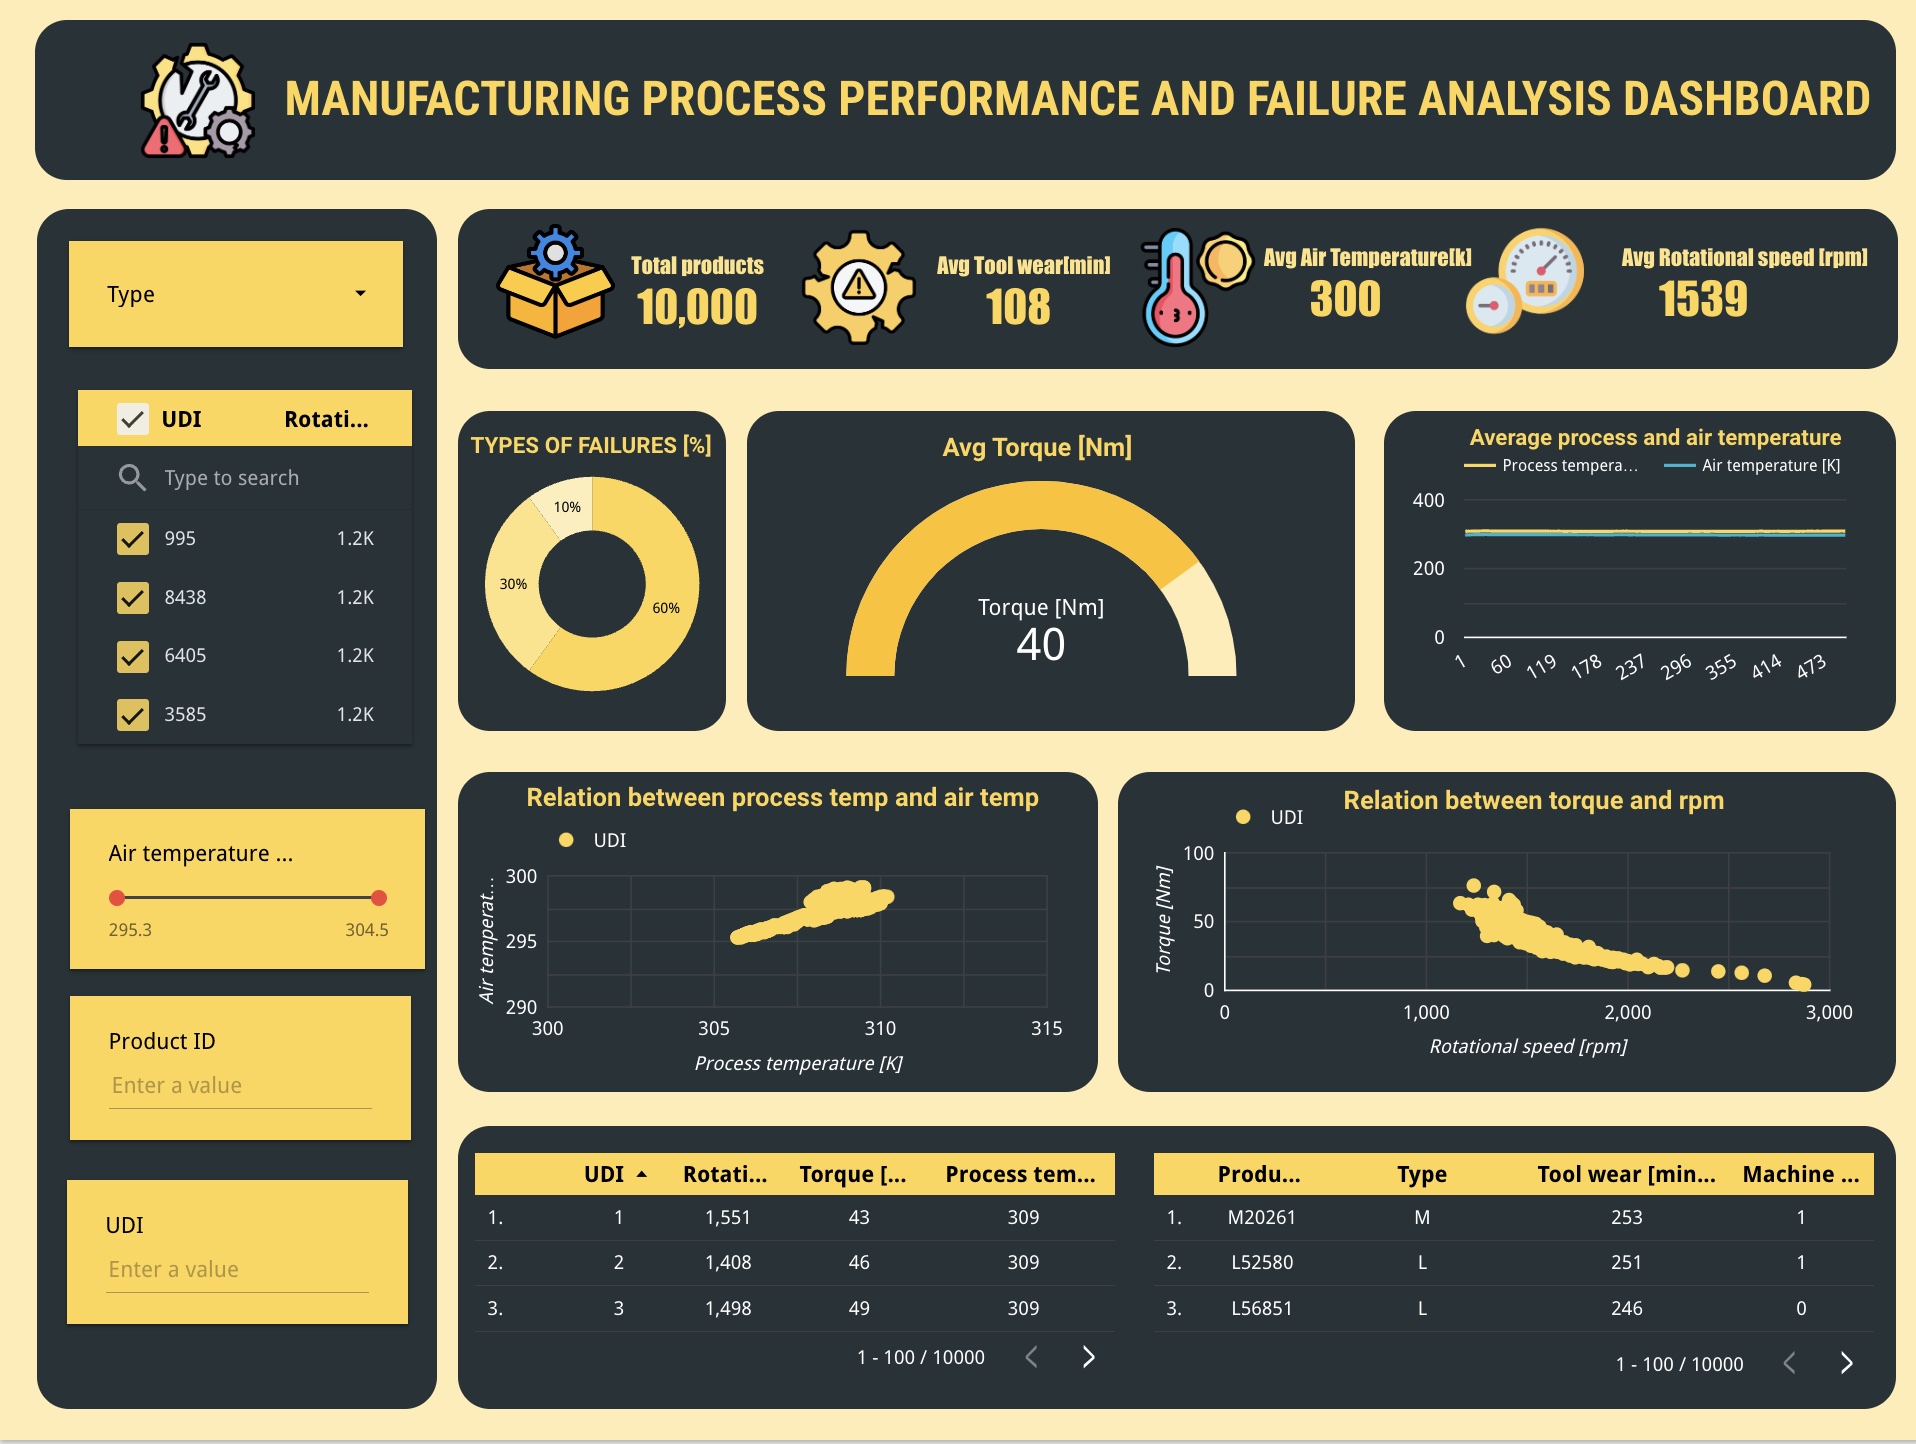 MANUFACTURING PROCESS PERFORMANCE AND FAILURE ANALYSIS DASHBOARD
Type
UDI Rotati...
Type to search
995 1.2K
8438 1.2K
6405 1.2K
3585 1.2K
Air temperature ...
295.3 304.5
Product ID
Enter a value
UDI
Enter a value
Total products
10,000
Avg Tool wear[min]
108
Avg Air Temperature[k]
300
Avg Rotational speed [rpm]
1539
TYPES OF FAILURES [%]
10%
30%
60%
Avg Torque [Nm]
Torque [Nm]
40
Average process and air temperature
Process tempera... Air temperature [K]
400
200
0
1 60 119 178 237 296 355 414 473
Relation between process temp and air temp
UDI
Air temperat...
300
295
290
300 305 310 315
Process temperature [K]
Relation between torque and rpm
UDI
Torque [Nm]
100
50
0
0 1,000 2,000 3,000
Rotational speed [rpm]
UDI Rotati... Torque [... Process tem...
1. 1 1,551 43 309
2. 2 1,408 46 309
3. 3 1,498 49 309
1 - 100 / 10000
Produ... Type Tool wear [min... Machine ...
1. M20261 M 253 1
2. L52580 L 251 1
3. L56851 L 246 0
1 - 100 / 10000